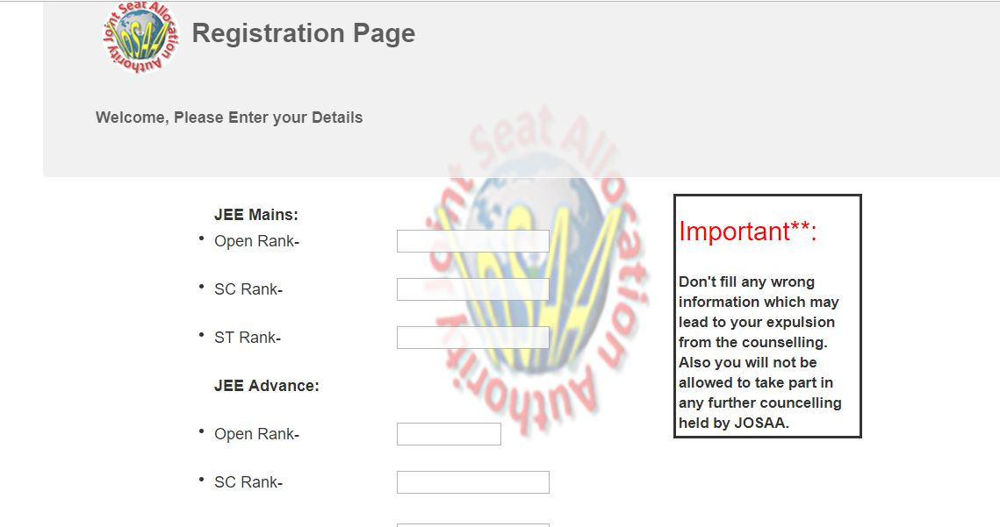 Joint Seat Allocation Authority
JOSAA
Registration Page
Welcome, Please Enter your Details
Joint Seat Allocation Authority
JOSAA
JEE Mains:
• Open Rank-
• SC Rank-
• ST Rank-
JEE Advance:
• Open Rank-
• SC Rank-
Important**:
Don't fill any wrong
information which may
lead to your expulsion
from the counselling.
Also you will not be
allowed to take part in
any further councelling
held by JOSAA.